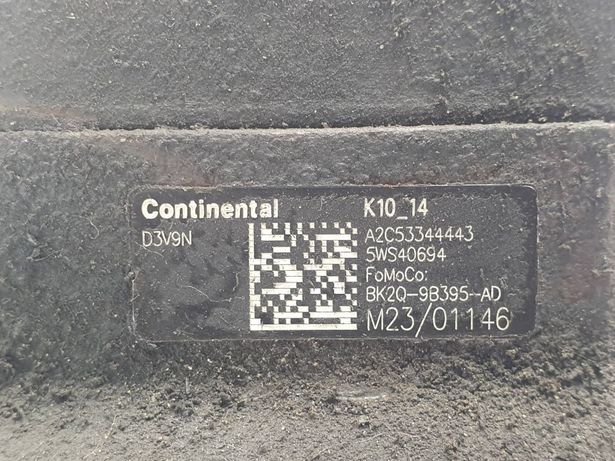 Continental K10_14
D3V9N A2C53344443
5WS40694
FoMoCo:
BK2Q-9B395--AD
M23/01146